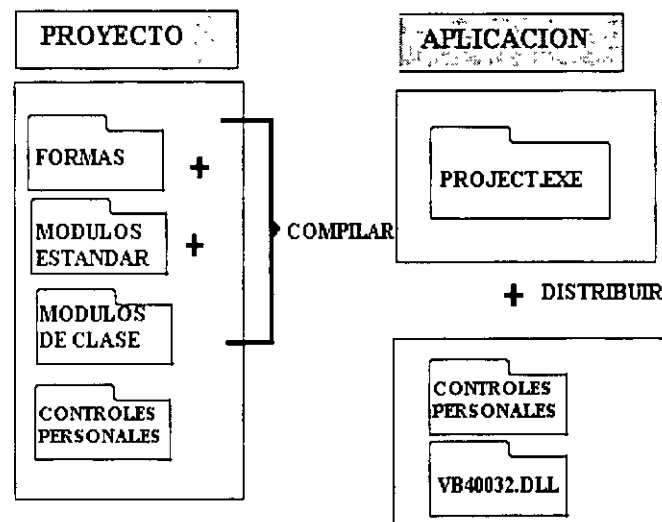 PROYECTO
FORMAS
+
MODULOS
ESTANDAR
+
MODULOS
DE CLASE
CONTROLES
PERSONALES
COMPILAR
APLICACION
PROJECT.EXE
+ DISTRIBUIR
CONTROLES
PERSONALES
VB40032.DLL